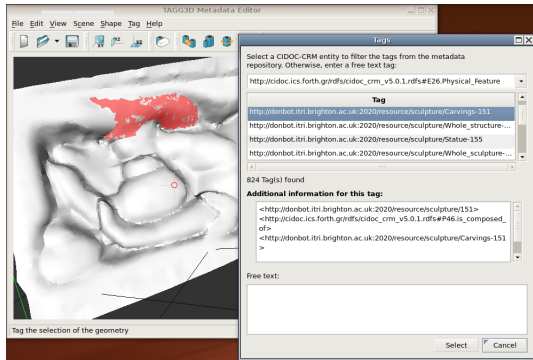 TAGG3D Metadata Editor
File Edit View Scene Shape Tag Help
Tag the selection of the geometry
Tags
Select a CIDOC-CRM entity to filter the tags from the metadata
repository. Otherwise, enter a free text tag:
http://cidoc.ics.forth.gr/rdfs/cidoc_crm_v5.0.1.rdfs#E26.Physical_Feature
Tag
http://donbot.itri.brighton.ac.uk:2020/resource/sculpture/Carvings-151
http://donbot.itri.brighton.ac.uk:2020/resource/sculpture/Whole_structure-...
http://donbot.itri.brighton.ac.uk:2020/resource/sculpture/Statue-155
http://donbot.itri.brighton.ac.uk:2020/resource/sculpture/Whole_sculpture-...
824 Tag(s) found
Additional information for this tag:
<http://donbot.itri.brighton.ac.uk:2020/resource/sculpture/151>
<http://cidoc.ics.forth.gr/rdfs/cidoc_crm_v5.0.1.rdfs#P46.is_composed_
of>
<http://donbot.itri.brighton.ac.uk:2020/resource/sculpture/Carvings-151
>
Free text:
Select Cancel